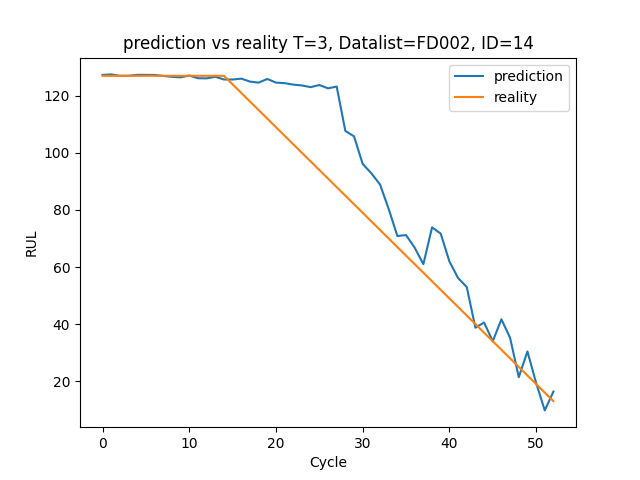 prediction vs reality T=3, Datalist=FD002, ID=14
prediction
reality
RUL
120
100
80
60
40
20
0 10 20 30 40 50
Cycle